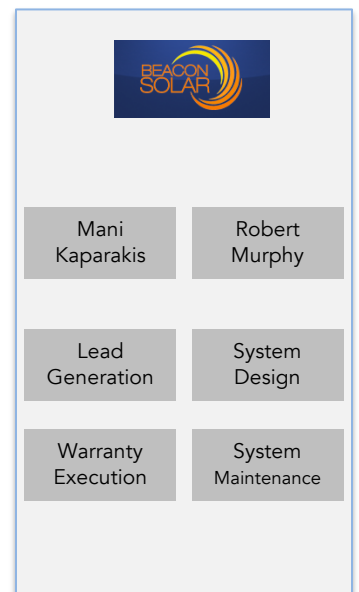 BEACON
SOLAR
Mani
Kaparakis
Robert
Murphy
Lead
Generation
System
Design
Warranty
Execution
System
Maintenance